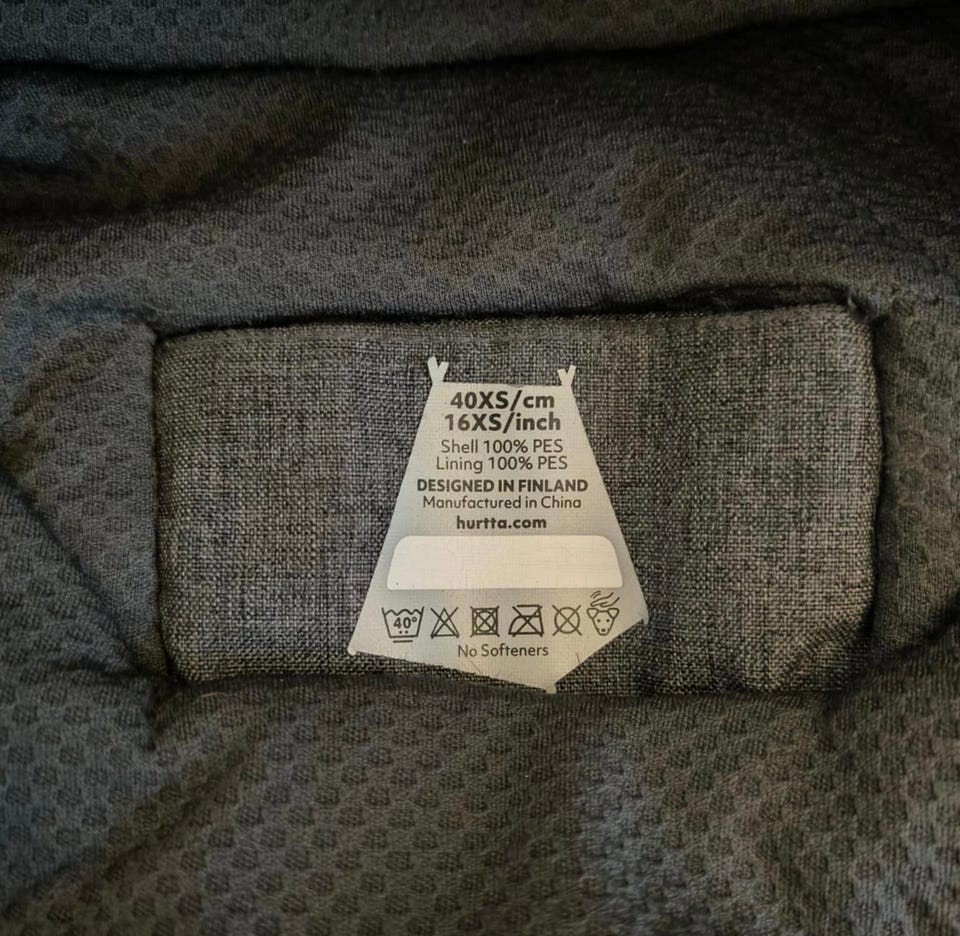 40XS/cm
16XS/inch
Shell 100% PES
Lining 100% PES
DESIGNED IN FINLAND
Manufactured in China
hurtta.com
40°
No Softeners